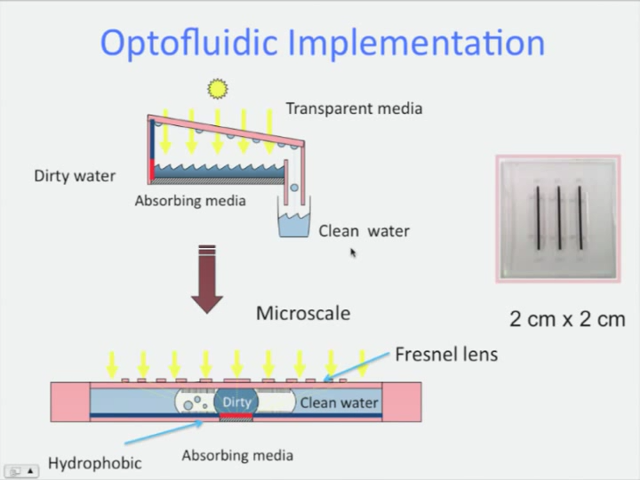 Optofluidic Implementation
Transparent media
Dirty water
Absorbing media
Clean water
Microscale
2 cm x 2 cm
Fresnel lens
Dirty
Clean water
Hydrophobic
Absorbing media